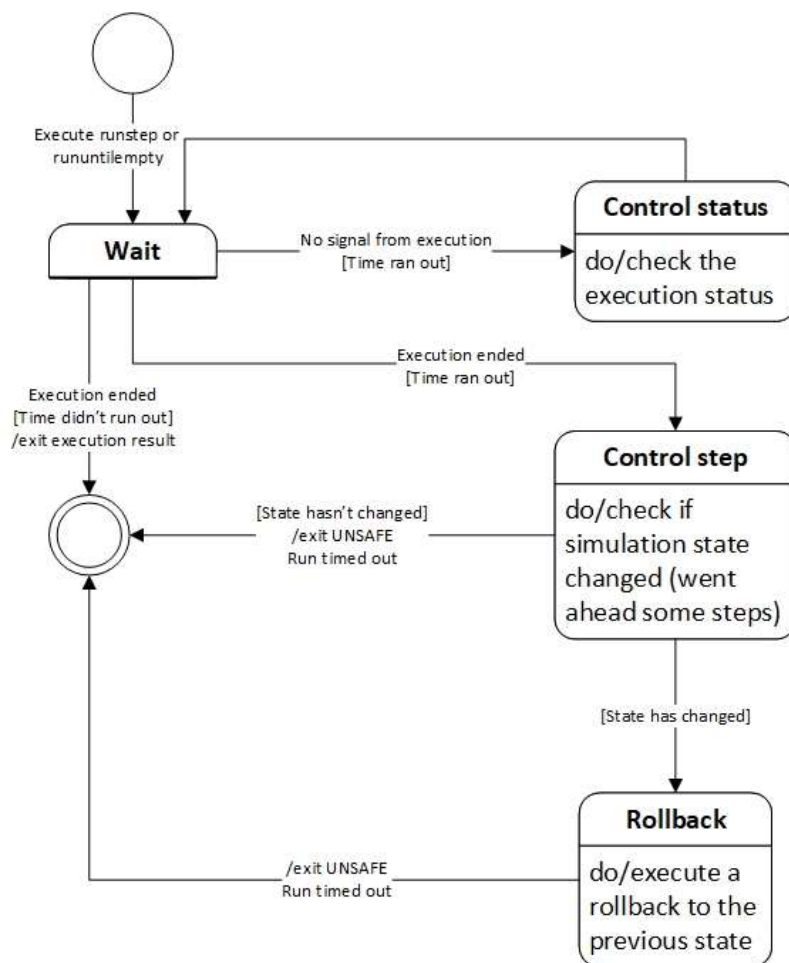 Execute runstep or
rununtilempty
Control status
do/check the
execution status
Wait
No signal from execution
[Time ran out]
Execution ended
[Time ran out]
Execution ended
[Time didn't run out]
/exit execution result
Control step
do/check if
simulation state
changed (went
ahead some steps)
[State hasn't changed]
/exit UNSAFE
Run timed out
[State has changed]
Rollback
do/execute a
rollback to the
previous state
/exit UNSAFE
Run timed out